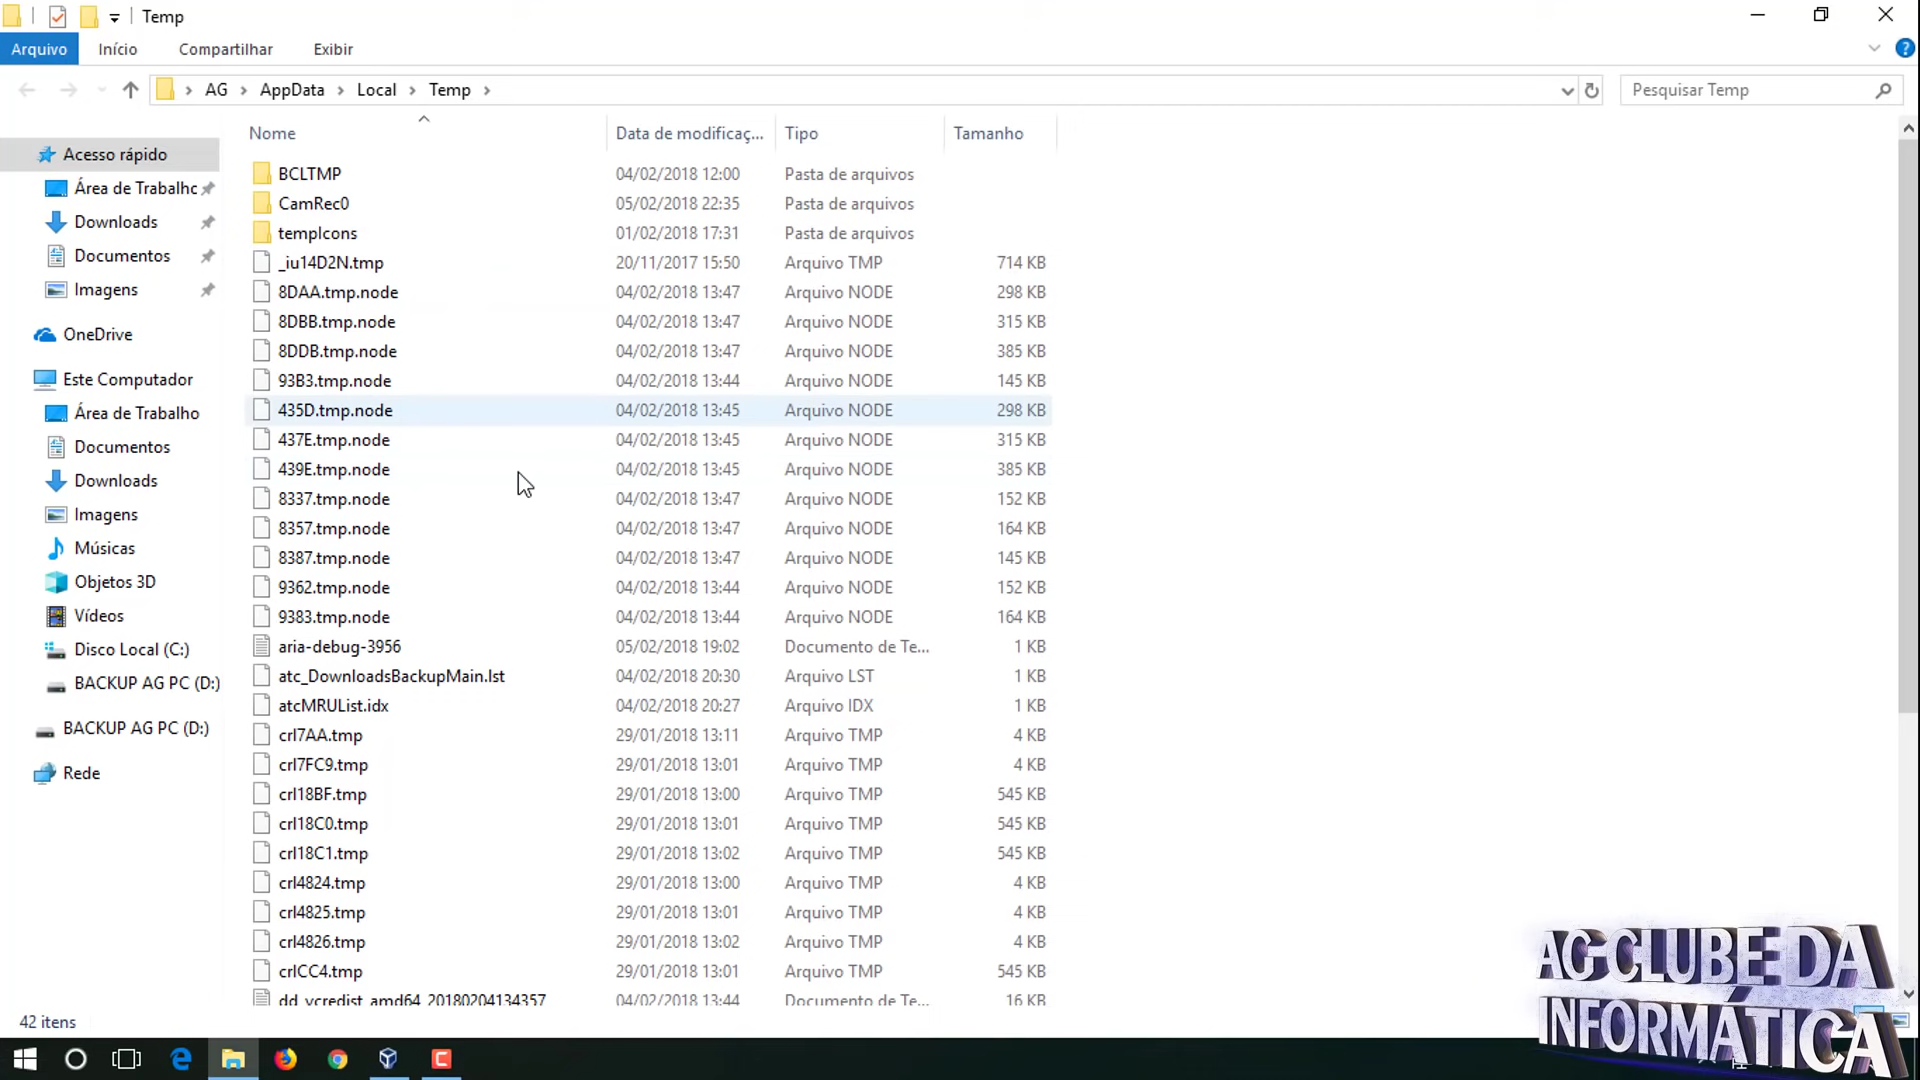 Temp
Arquivo Início Compartilhar Exibir
AG AppData Local Temp
Pesquisar Temp
Nome Data de modificaç... Tipo Tamanho
Acesso rápido
Área de Trabalhc
Downloads
Documentos
Imagens
OneDrive
Este Computador
Área de Trabalho
Documentos
Downloads
Imagens
Músicas
Objetos 3D
Vídeos
Disco Local (C:)
BACKUP AG PC (D:)
BACKUP AG PC (D:)
Rede
BCLTMP 04/02/2018 12:00 Pasta de arquivos
CamRec0 05/02/2018 22:35 Pasta de arquivos
tempIcons 01/02/2018 17:31 Pasta de arquivos
_iu14D2N.tmp 20/11/2017 15:50 Arquivo TMP 714 KB
8DAA.tmp.node 04/02/2018 13:47 Arquivo NODE 298 KB
8DBB.tmp.node 04/02/2018 13:47 Arquivo NODE 315 KB
8DDB.tmp.node 04/02/2018 13:47 Arquivo NODE 385 KB
93B3.tmp.node 04/02/2018 13:44 Arquivo NODE 145 KB
435D.tmp.node 04/02/2018 13:45 Arquivo NODE 298 KB
437E.tmp.node 04/02/2018 13:45 Arquivo NODE 315 KB
439E.tmp.node 04/02/2018 13:45 Arquivo NODE 385 KB
8337.tmp.node 04/02/2018 13:47 Arquivo NODE 152 KB
8357.tmp.node 04/02/2018 13:47 Arquivo NODE 164 KB
8387.tmp.node 04/02/2018 13:47 Arquivo NODE 145 KB
9362.tmp.node 04/02/2018 13:44 Arquivo NODE 152 KB
9383.tmp.node 04/02/2018 13:44 Arquivo NODE 164 KB
aria-debug-3956 05/02/2018 19:02 Documento de Te... 1 KB
atc_DownloadsBackupMain.lst 04/02/2018 20:30 Arquivo LST 1 KB
atcMRUList.idx 04/02/2018 20:27 Arquivo IDX 1 KB
crl7AA.tmp 29/01/2018 13:11 Arquivo TMP 4 KB
crl7FC9.tmp 29/01/2018 13:01 Arquivo TMP 4 KB
crl18BF.tmp 29/01/2018 13:00 Arquivo TMP 545 KB
crl18C0.tmp 29/01/2018 13:01 Arquivo TMP 545 KB
crl18C1.tmp 29/01/2018 13:02 Arquivo TMP 545 KB
crl4824.tmp 29/01/2018 13:00 Arquivo TMP 4 KB
crl4825.tmp 29/01/2018 13:01 Arquivo TMP 4 KB
crl4826.tmp 29/01/2018 13:02 Arquivo TMP 4 KB
crlCC4.tmp 29/01/2018 13:01 Arquivo TMP 545 KB
dd_vcredist_amd64_20180204134357 04/02/2018 13:44 Documento de Te... 16 KB
42 itens
AG CLUBE DA
INFORMÁTICA